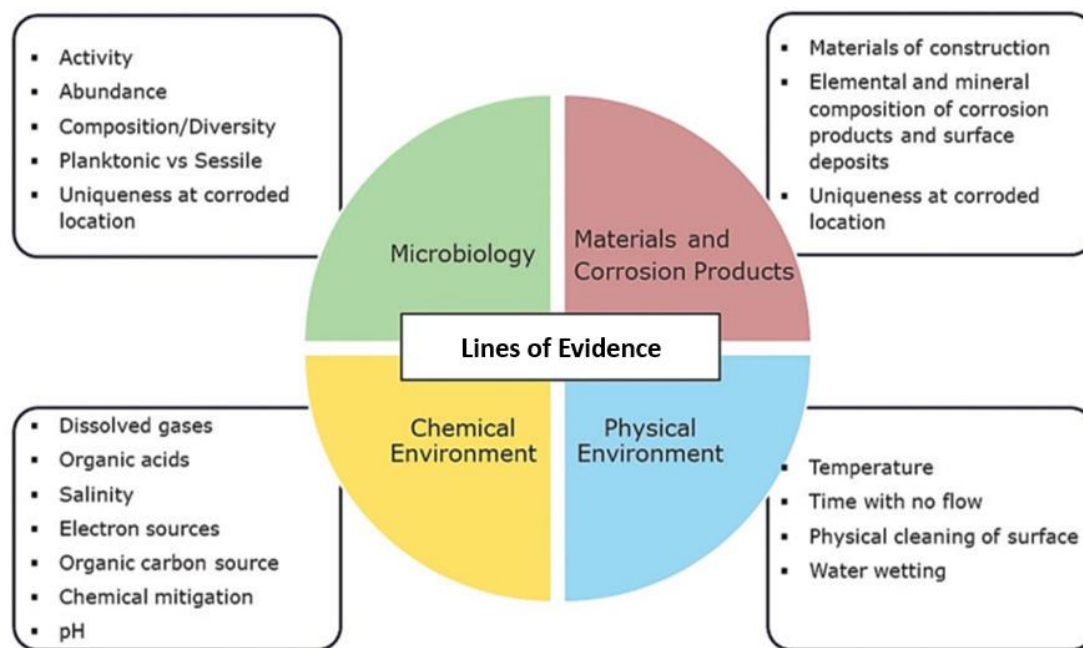 ▪ Activity
▪ Abundance
▪ Composition/Diversity
▪ Planktonic vs Sessile
▪ Uniqueness at corroded
location
▪ Materials of construction
▪ Elemental and mineral
composition of corrosion
products and surface
deposits
▪ Uniqueness at corroded
location
Microbiology
Materials and
Corrosion Products
Lines of Evidence
Chemical
Environment
Physical
Environment
▪ Dissolved gases
▪ Organic acids
▪ Salinity
▪ Electron sources
▪ Organic carbon source
▪ Chemical mitigation
▪ pH
▪ Temperature
▪ Time with no flow
▪ Physical cleaning of surface
▪ Water wetting